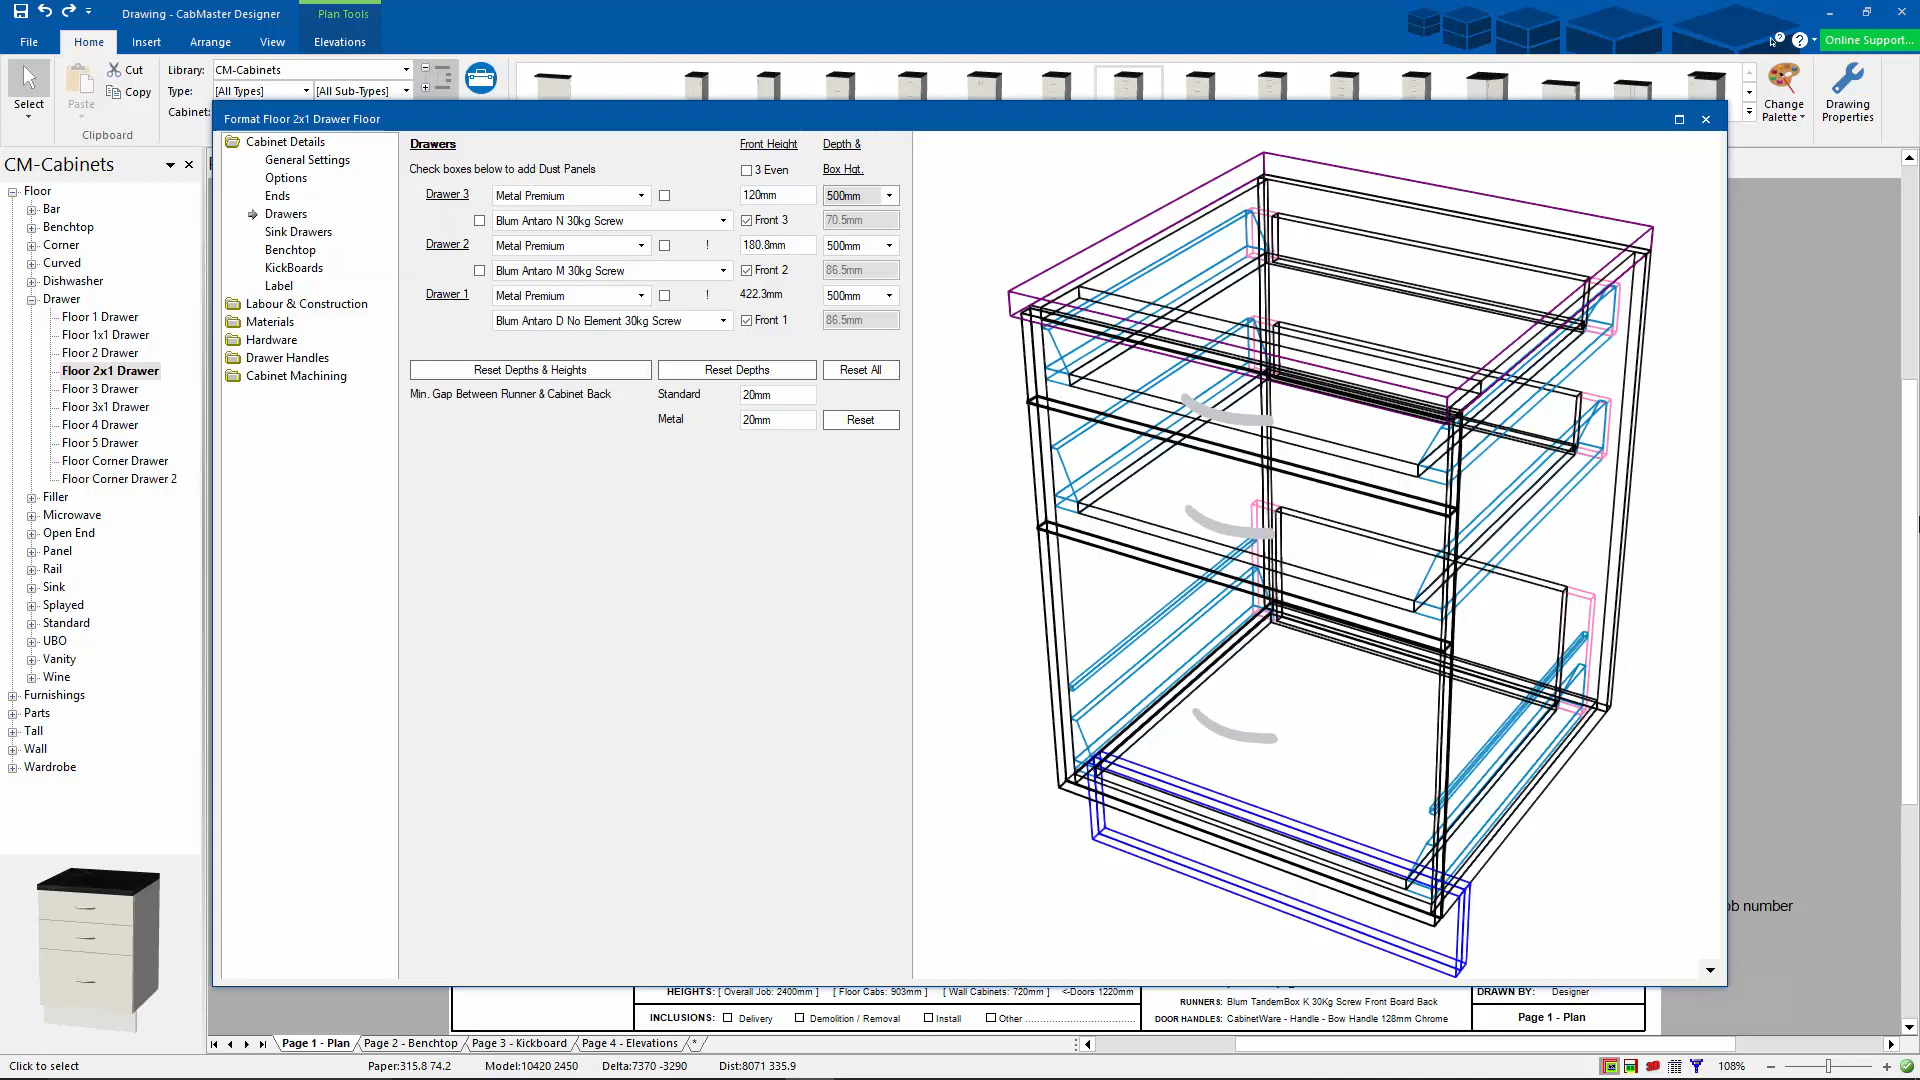 Drawing - CabMaster Designer
Plan Tools
File
Home
Insert
Arrange
View
Elevations
Online Support...
Select
Paste
Cut
Copy
Clipboard
Library:
CM-Cabinets
Type:
[All Types]
[All Sub-Types]
Cabinet:
Change
Palette
Drawing
Properties
CM-Cabinets
Floor
Bar
Benchtop
Corner
Curved
Dishwasher
Drawer
Floor 1 Drawer
Floor 1x1 Drawer
Floor 2 Drawer
Floor 2x1 Drawer
Floor 3 Drawer
Floor 3x1 Drawer
Floor 4 Drawer
Floor 5 Drawer
Floor Corner Drawer
Floor Corner Drawer 2
Filler
Microwave
Open End
Panel
Rail
Sink
Splayed
Standard
UBO
Vanity
Wine
Furnishings
Parts
Tall
Wall
Wardrobe
Format Floor 2x1 Drawer Floor
Cabinet Details
General Settings
Options
Ends
Drawers
Sink Drawers
Benchtop
KickBoards
Label
Labour & Construction
Materials
Hardware
Drawer Handles
Cabinet Machining
Drawers
Front Height
Depth &
Check boxes below to add Dust Panels
3 Even
Box Hgt.
Drawer 3
Metal Premium
120mm
500mm
Blum Antaro N 30kg Screw
Front 3
70.5mm
Drawer 2
Metal Premium
!
180.8mm
500mm
Blum Antaro M 30kg Screw
Front 2
86.5mm
Drawer 1
Metal Premium
!
422.3mm
500mm
Blum Antaro D No Element 30kg Screw
Front 1
86.5mm
Reset Depths & Heights
Reset Depths
Reset All
Min. Gap Between Runner & Cabinet Back
Standard
20mm
Metal
20mm
Reset
ob number
HEIGHTS: [ Overall Job: 2400mm ] [ Floor Cabs: 903mm ] [ Wall Cabinets: 720mm ] <-Doors 1220mm
INCLUSIONS: Delivery Demolition / Removal Install Other
RUNNERS: Blum TandemBox K 30Kg Screw Front Board Back
DOOR HANDLES: CabinetWare - Handle - Bow Handle 128mm Chrome
DRAWN BY: Designer
Page 1 - Plan
Page 1 - Plan
Page 2 - Benchtop
Page 3 - Kickboard
Page 4 - Elevations
*
Click to select
Paper:315.8 74.2
Model:10420 2450
Delta:7370 -3290
Dist:8071 335.9
108%